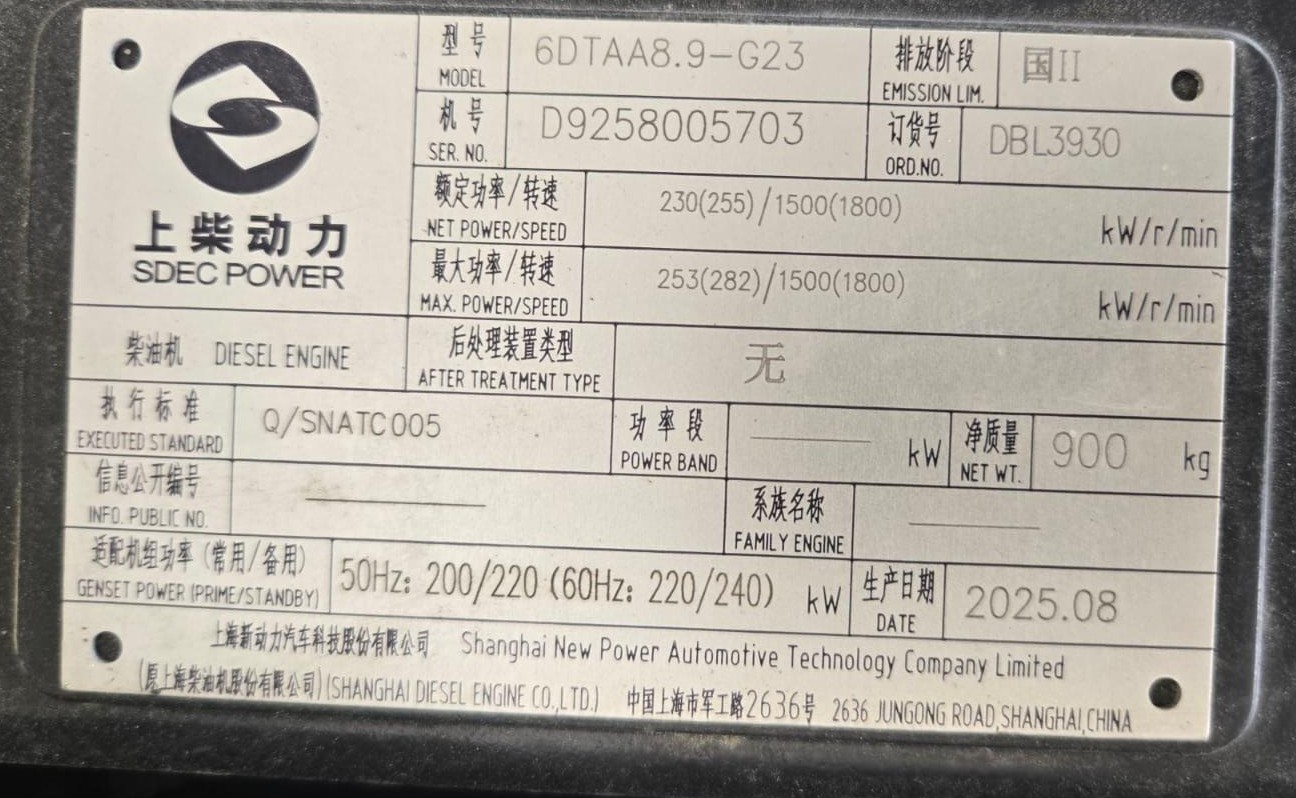 上柴动力
SDEC POWER
型号 6DTAA8.9-G23 排放阶段 国II
MODEL EMISSION LIM.
机号 D9258005703 订货号 DBL3930
SER. NO. ORD.NO.
额定功率/转速 230(255)/1500(1800) kW/r/min
NET POWER/SPEED
最大功率/转速 253(282)/1500(1800) kW/r/min
MAX. POWER/SPEED
柴油机 DIESEL ENGINE 后处理装置类型 无
AFTER TREATMENT TYPE
执行标准 Q/SNATC005 功率段 —— kW 净质量 900 kg
EXECUTED STANDARD POWER BAND NET WT.
信息公开编号 —— 系族名称 ——
INFO. PUBLIC NO. FAMILY ENGINE
适配机组功率(常用/备用) 50Hz: 200/220 (60Hz: 220/240) kW 生产日期 2025.08
GENSET POWER (PRIME/STANDBY) DATE
上海新动力汽车科技股份有限公司 Shanghai New Power Automotive Technology Company Limited
(原上海柴油机股份有限公司)(SHANGHAI DIESEL ENGINE CO.,LTD.) 中国上海市军工路2636号 2636 JUNGONG ROAD,SHANGHAI,CHINA